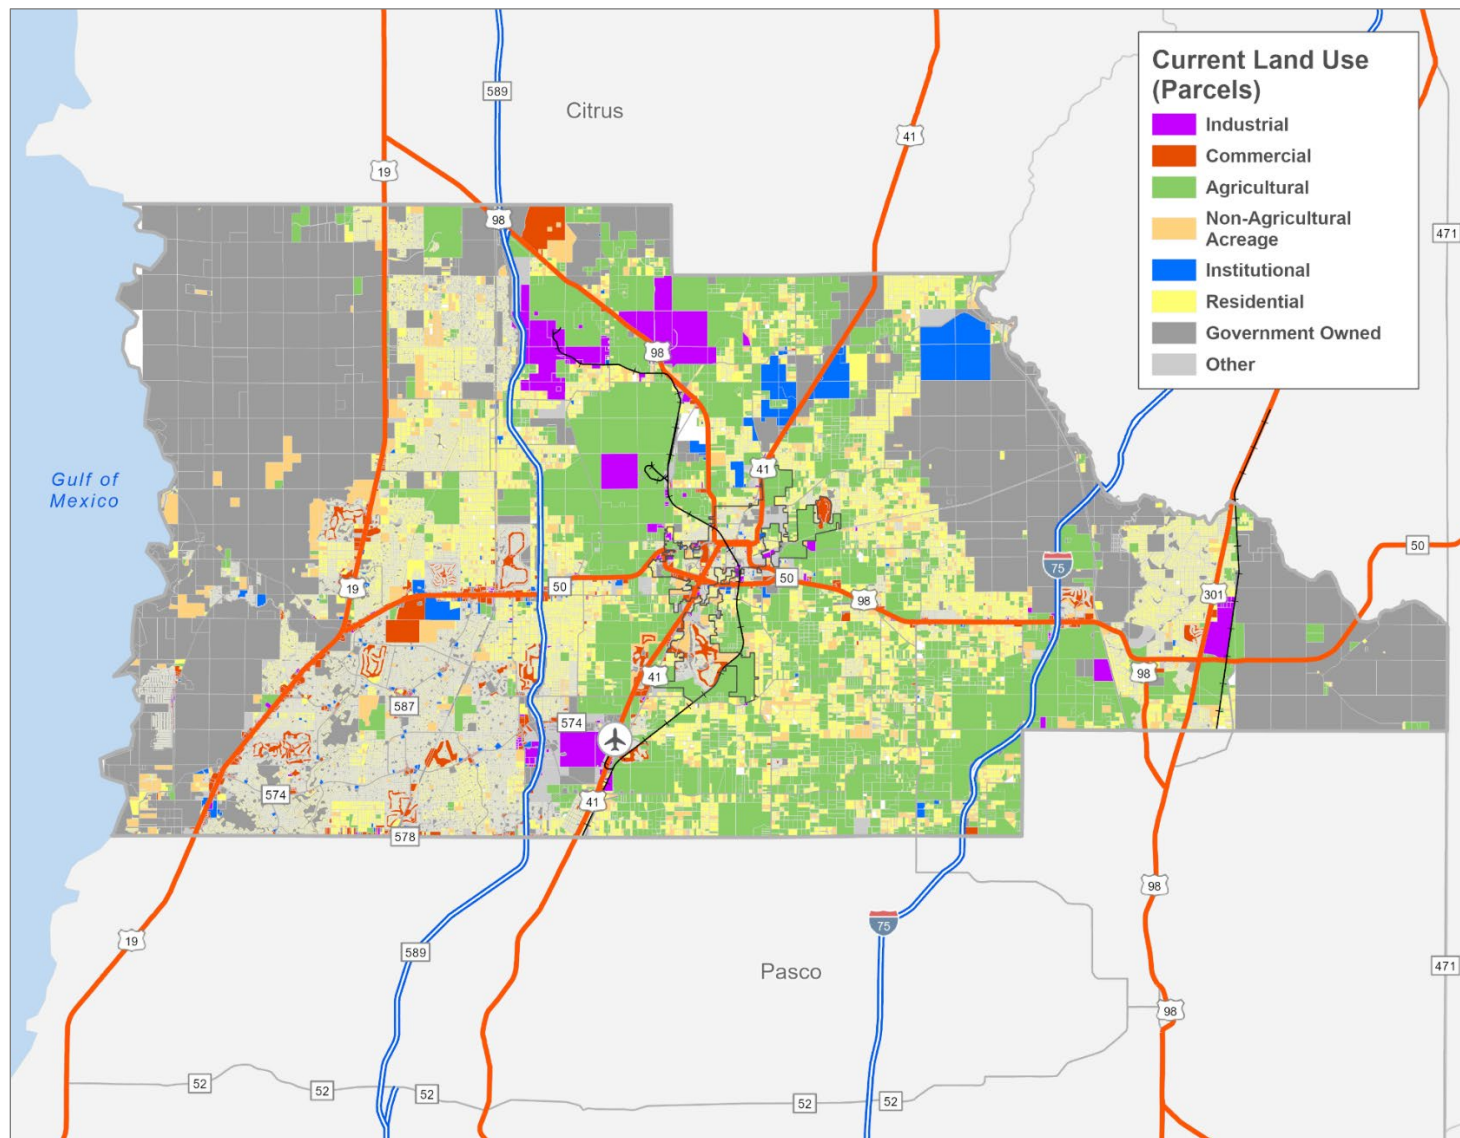 Current Land Use
(Parcels)
Industrial
Commercial
Agricultural
Non-Agricultural
Acreage
Institutional
Residential
Government Owned
Other
589
Citrus
41
19
98
471
98
Gulf of
Mexico
41
50
75
19
50
50
98
301
41
98
587
574
574
41
578
98
19
75
589
Pasco
471
98
52
52
52
52
52